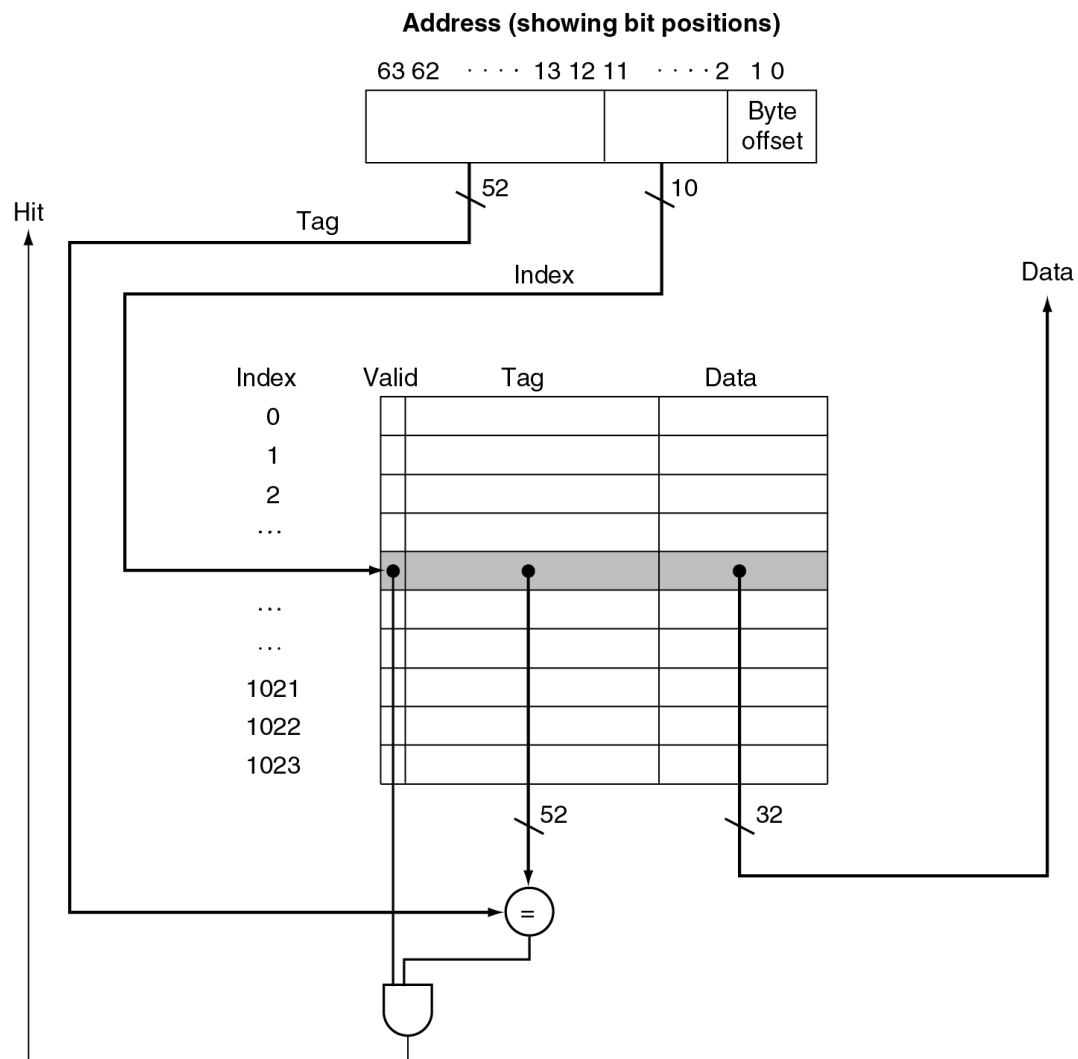 Address (showing bit positions)
63 62 · · · · 13 12 11 · · · · 2 1 0
Byte
offset
52
10
Hit
Tag
Index
Data
Index Valid Tag Data
0
1
2
...
...
...
1021
1022
1023
52
32
=